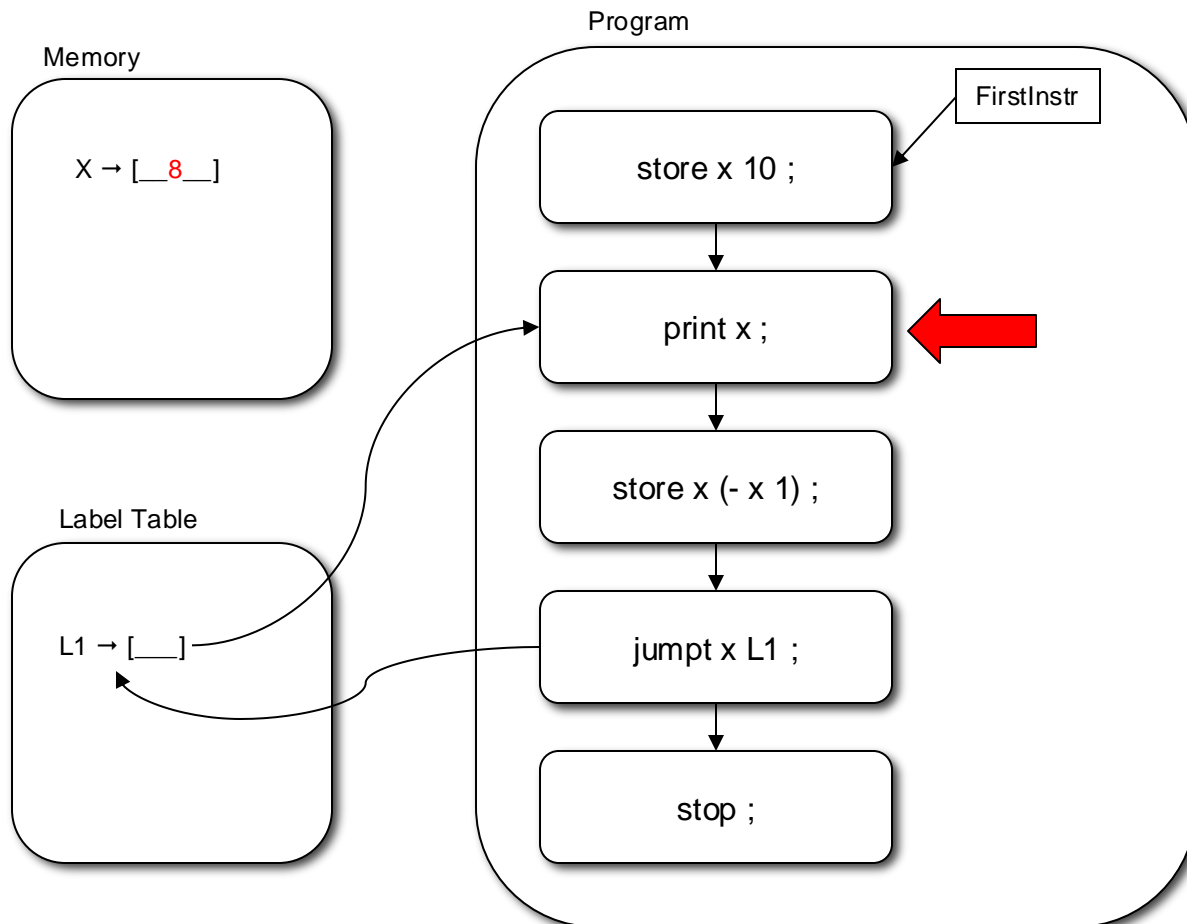 Program
Memory
FirstInstr
X → [__8__]
store x 10 ;
print x ;
store x (- x 1) ;
Label Table
L1 → [___]
jumpt x L1 ;
stop ;